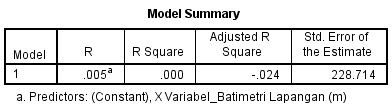 Model Summary
Model R R Square Adjusted R Square Std. Error of the Estimate
1 .005a .000 -.024 228.714
a. Predictors: (Constant), X Variabel_Batimetri Lapangan (m)